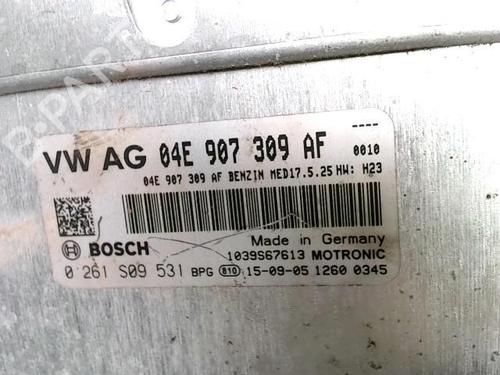 B-PARTS
VW AG 04E 907 309 AF 0010
04E 907 309 AF BENZIN MED17.5.25 HW: H23
BOSCH
Made in Germany
1039S67613 MOTRONIC
0 261 S09 531 BPG 810 15-09-05 1260 0345